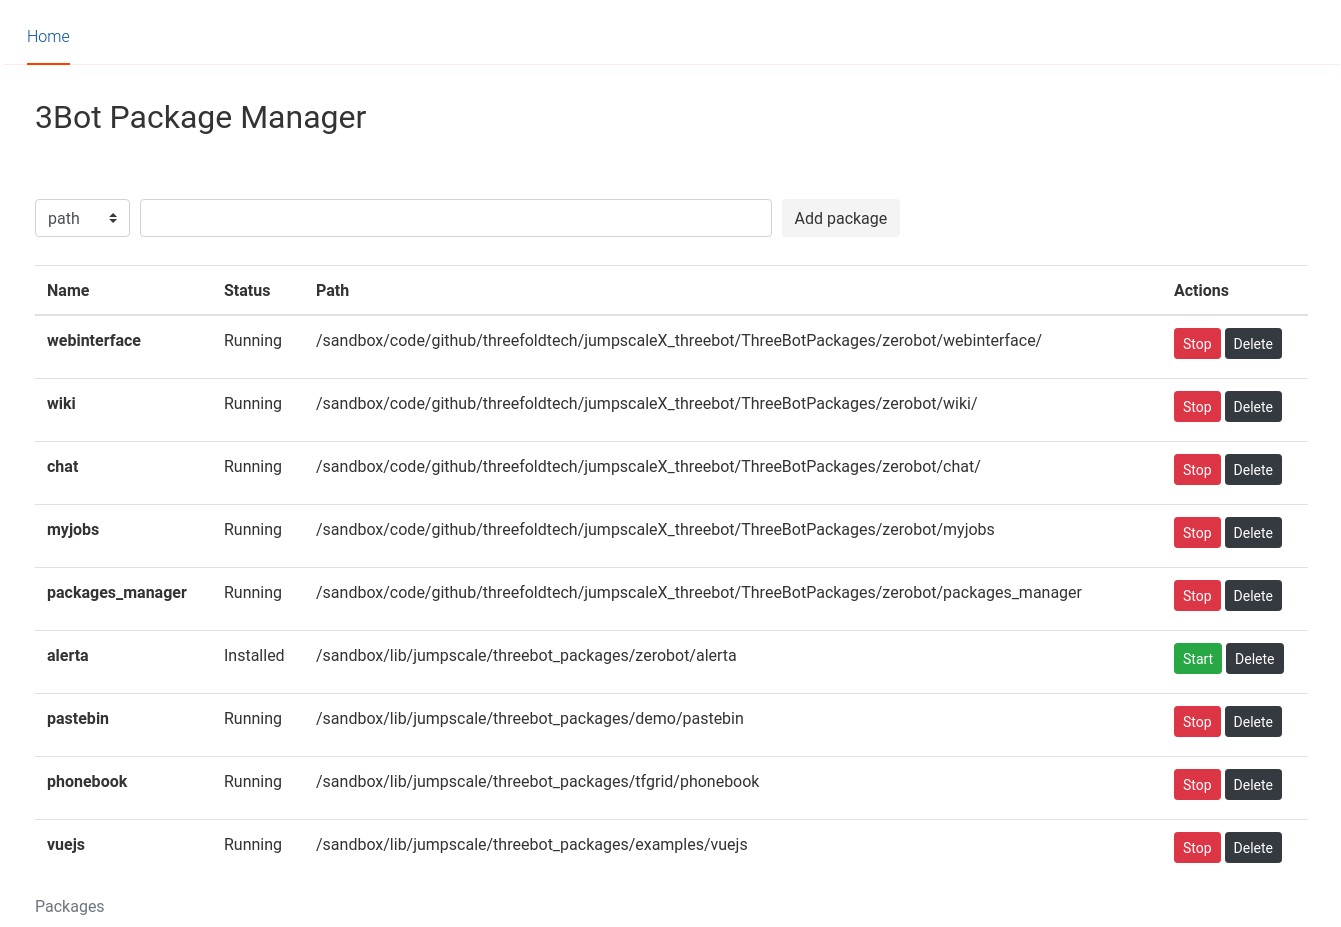 Home
3Bot Package Manager
path Add package
Name Status Path Actions
webinterface Running /sandbox/code/github/threefoldtech/jumpscaleX_threebot/ThreeBotPackages/zerobot/webinterface/ Stop Delete
wiki Running /sandbox/code/github/threefoldtech/jumpscaleX_threebot/ThreeBotPackages/zerobot/wiki/ Stop Delete
chat Running /sandbox/code/github/threefoldtech/jumpscaleX_threebot/ThreeBotPackages/zerobot/chat/ Stop Delete
myjobs Running /sandbox/code/github/threefoldtech/jumpscaleX_threebot/ThreeBotPackages/zerobot/myjobs Stop Delete
packages_manager Running /sandbox/code/github/threefoldtech/jumpscaleX_threebot/ThreeBotPackages/zerobot/packages_manager Stop Delete
alerta Installed /sandbox/lib/jumpscale/threebot_packages/zerobot/alerta Start Delete
pastebin Running /sandbox/lib/jumpscale/threebot_packages/demo/pastebin Stop Delete
phonebook Running /sandbox/lib/jumpscale/threebot_packages/tfgrid/phonebook Stop Delete
vuejs Running /sandbox/lib/jumpscale/threebot_packages/examples/vuejs Stop Delete
Packages